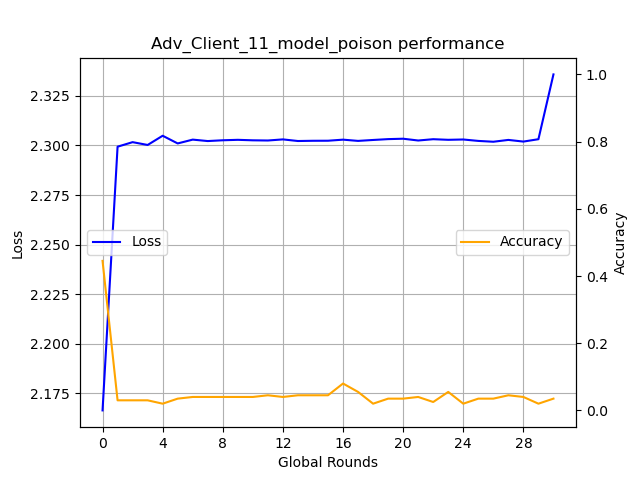 Adv_Client_11_model_poison performance
2.325
2.300
2.275
2.250
2.225
2.200
2.175
Loss
Loss
Accuracy
1.0
0.8
0.6
0.4
0.2
0.0
Accuracy
0 4 8 12 16 20 24 28
Global Rounds